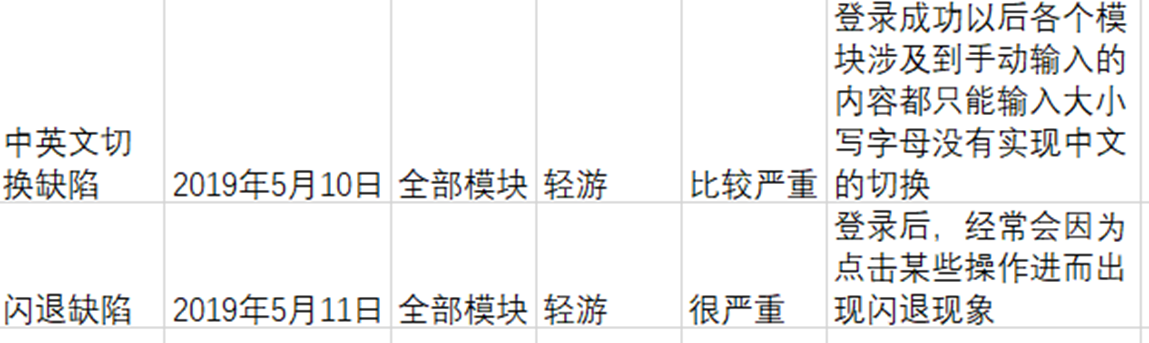 中英文切
换缺陷
2019年5月10日
全部模块
轻游
比较严重
登录成功以后各个模
块涉及到手动输入的
内容都只能输入大小
写字母没有实现中文
的切换
闪退缺陷
2019年5月11日
全部模块
轻游
很严重
登录后，经常会因为
点击某些操作进而出
现闪退现象